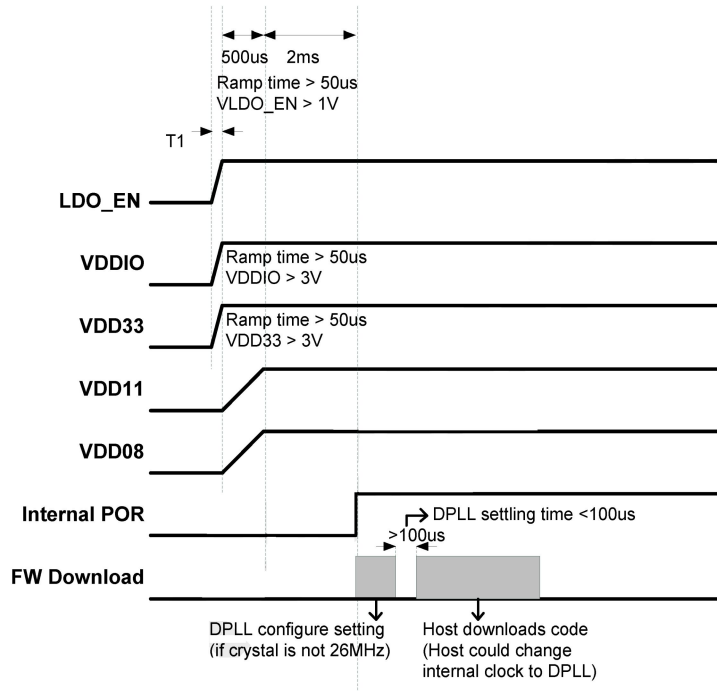 500us 2ms
Ramp time > 50us
VLDO_EN > 1V
T1
LDO_EN
VDDIO
Ramp time > 50us
VDDIO > 3V
VDD33
Ramp time > 50us
VDD33 > 3V
VDD11
VDD08
Internal POR
DPLL settling time <100us
>100us
FW Download
DPLL configure setting
(if crystal is not 26MHz)
Host downloads code
(Host could change
internal clock to DPLL)